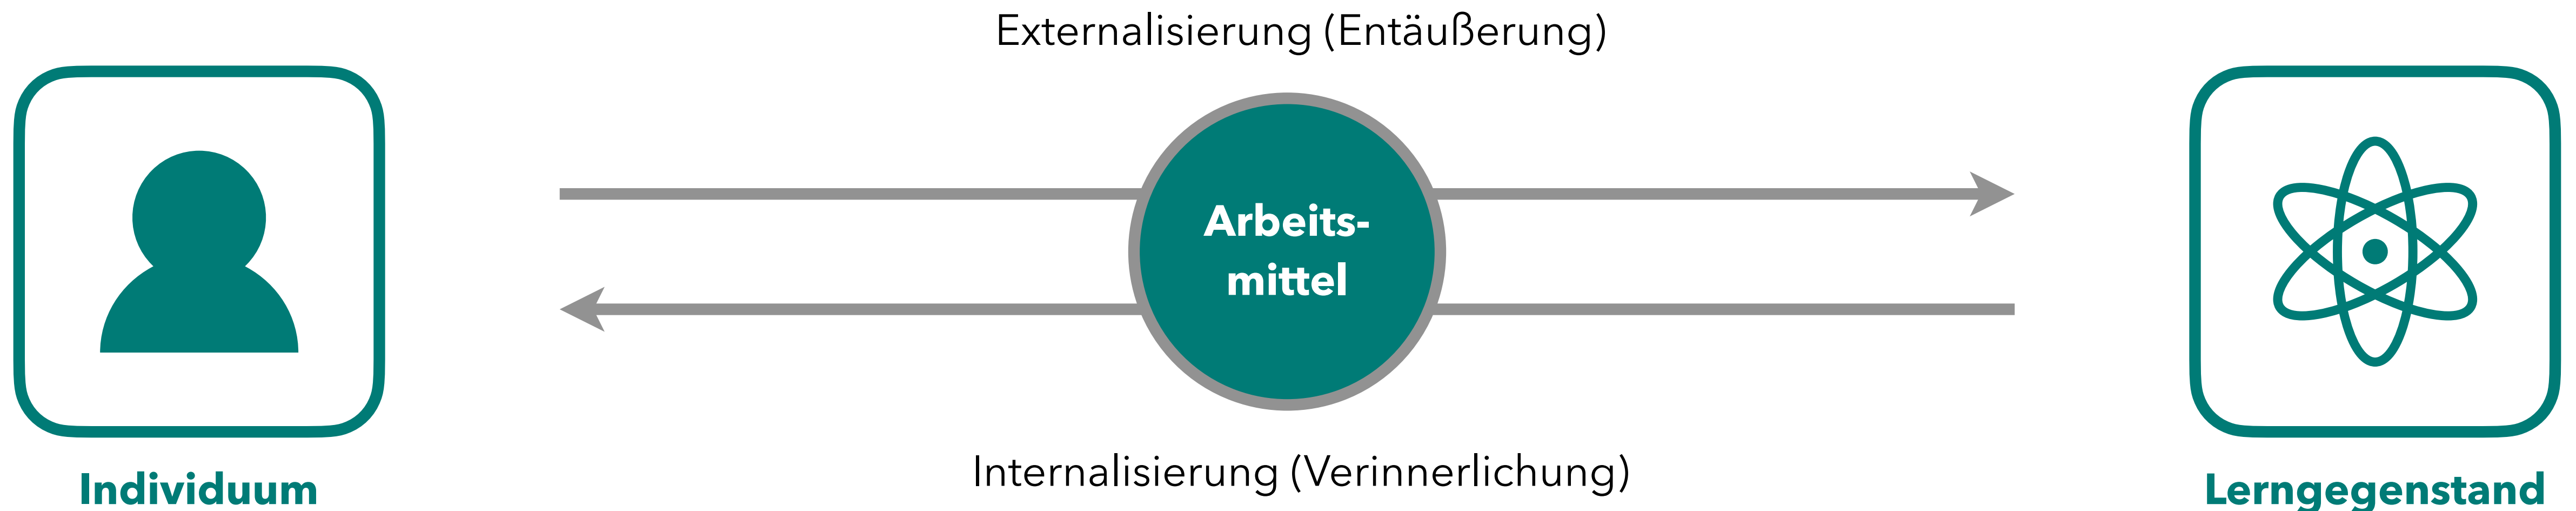 Externalisierung (Entäußerung)
Arbeits-
mittel
Internalisierung (Verinnerlichung)
Individuum
Lerngegenstand